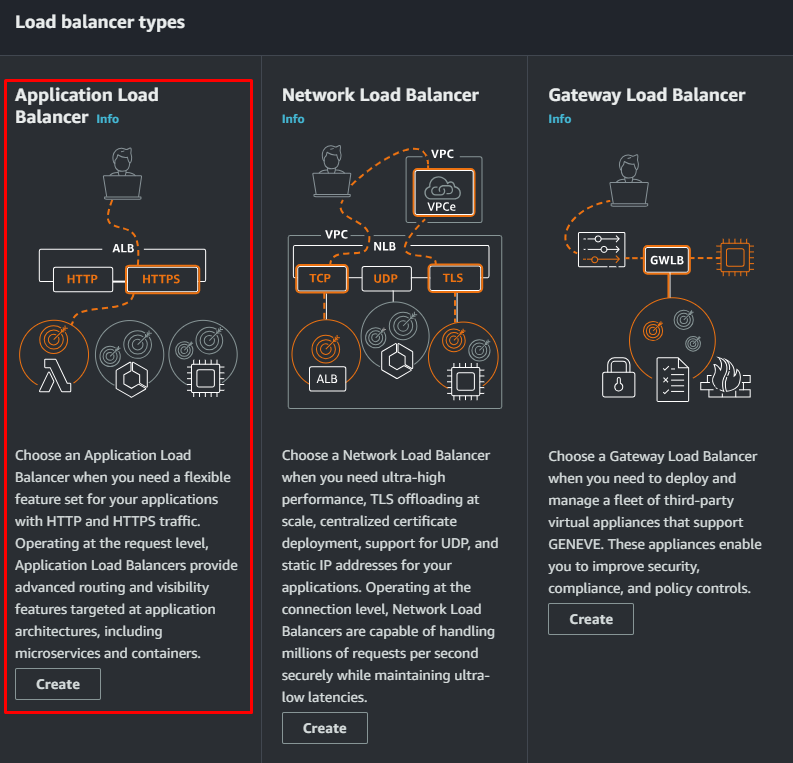 Load balancer types
Application Load
Balancer Info
ALB
HTTP
HTTPS
Choose an Application Load
Balancer when you need a flexible
feature set for your applications
with HTTP and HTTPS traffic.
Operating at the request level,
Application Load Balancers provide
advanced routing and visibility
features targeted at application
architectures, including
microservices and containers.
Create
Network Load Balancer
Info
VPC
VPCe
VPC
NLB
TCP
UDP
TLS
ALB
Choose a Network Load Balancer
when you need ultra-high
performance, TLS offloading at
scale, centralized certificate
deployment, support for UDP, and
static IP addresses for your
applications. Operating at the
connection level, Network Load
Balancers are capable of handling
millions of requests per second
securely while maintaining ultra-
low latencies.
Create
Gateway Load Balancer
Info
GWLB
Choose a Gateway Load Balancer
when you need to deploy and
manage a fleet of third-party
virtual appliances that support
GENEVE. These appliances enable
you to improve security,
compliance, and policy controls.
Create